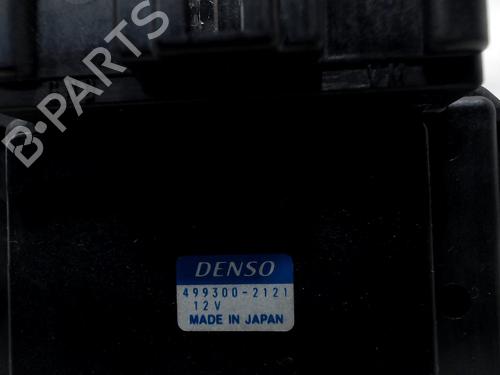 B-PARTS
DENSO
499300-2121
12V
MADE IN JAPAN